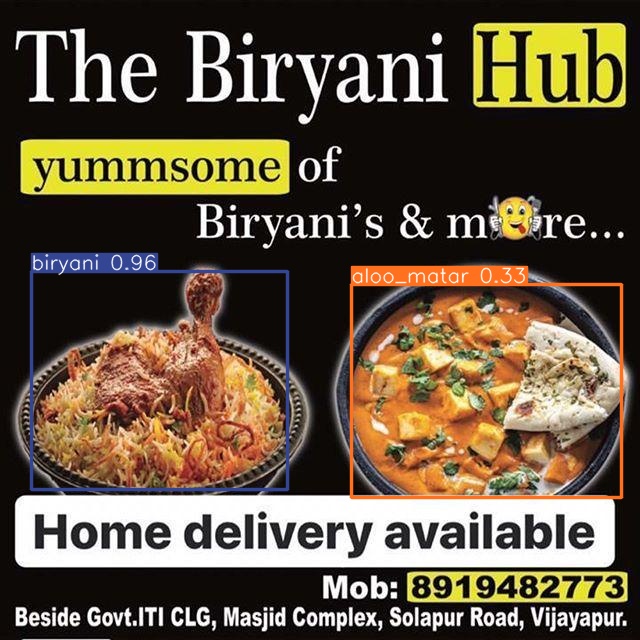 The Biryani Hub
yummsome of
Biryani's & more...
biryani 0.96
aloo_matar 0.33
Home delivery available
Mob: 8919482773
Beside Govt.ITI CLG, Masjid Complex, Solapur Road, Vijayapur.